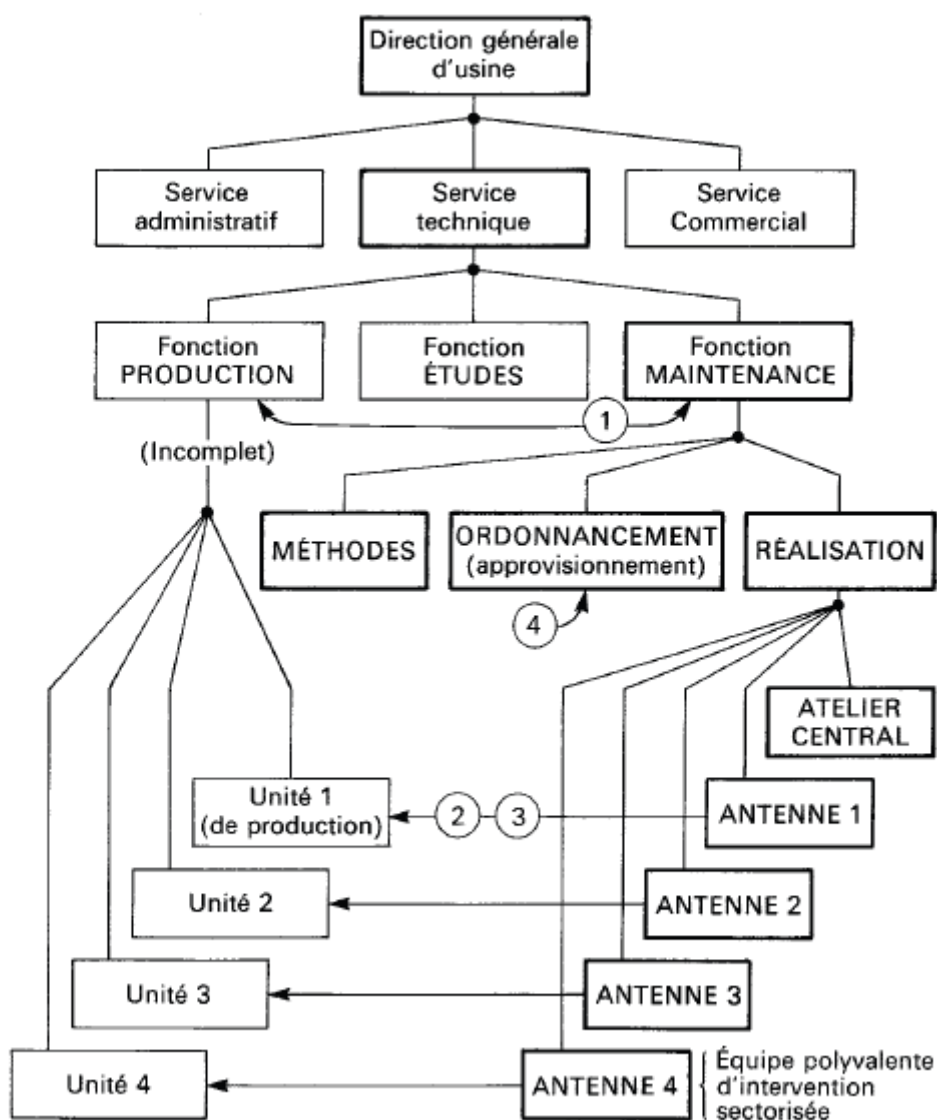 Direction générale
d'usine
Service
administratif
Service
technique
Service
Commercial
Fonction
PRODUCTION
Fonction
ÉTUDES
Fonction
MAINTENANCE
1
(Incomplet)
MÉTHODES
ORDONNANCEMENT
(approvisionnement)
RÉALISATION
4
ATELIER
CENTRAL
Unité 1
(de production)
2
3
ANTENNE 1
Unité 2
ANTENNE 2
Unité 3
ANTENNE 3
Unité 4
ANTENNE 4
Équipe polyvalente
d'intervention
sectorisée